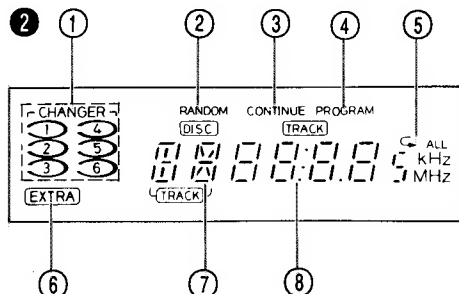 2 1 2 3 4 5
CHANGER RANDOM CONTINUE PROGRAM
1 4 DISC TRACK ALL
2 5 kHz
3 6 MHz
EXTRA TRACK
6 7 8